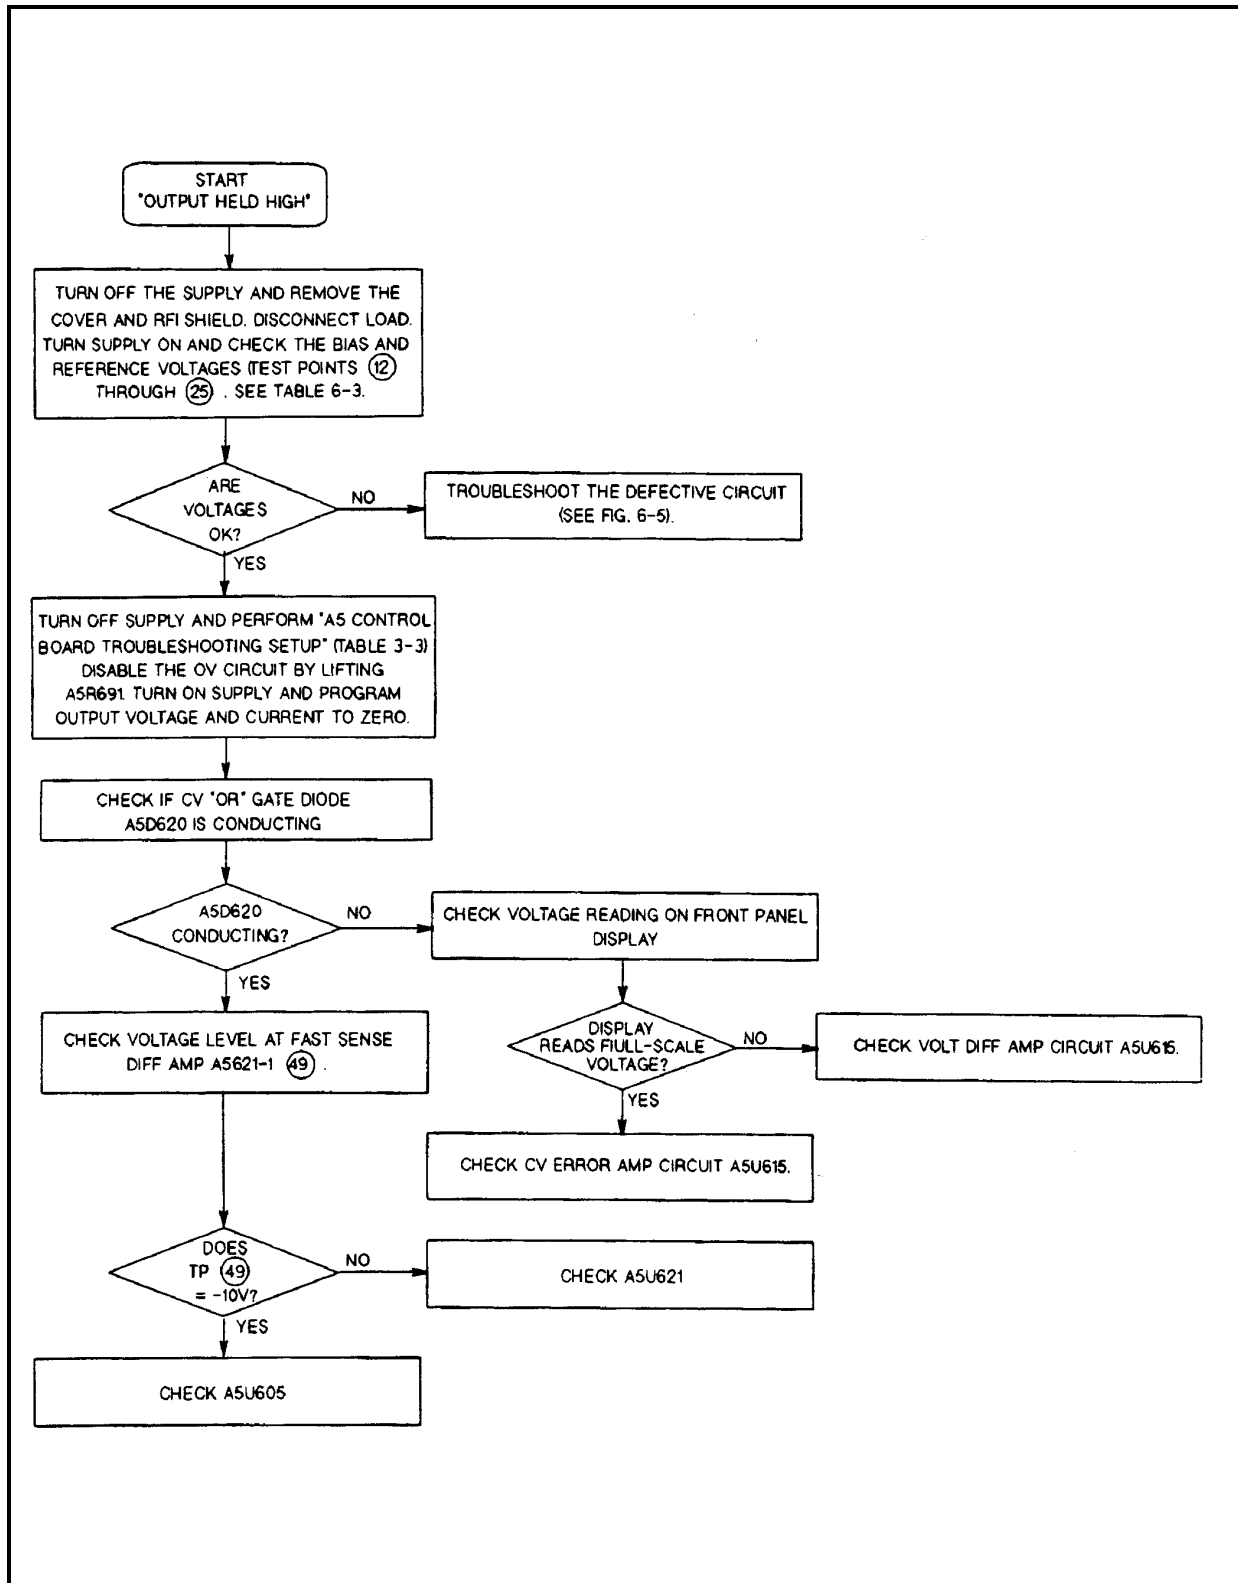 START
"OUTPUT HELD HIGH"
TURN OFF THE SUPPLY AND REMOVE THE
COVER AND RFI SHIELD. DISCONNECT LOAD.
TURN SUPPLY ON AND CHECK THE BIAS AND
REFERENCE VOLTAGES (TEST POINTS 12
THROUGH 25) . SEE TABLE 6-3.
ARE
VOLTAGES
OK?
NO
TROUBLESHOOT THE DEFECTIVE CIRCUIT
(SEE FIG. 6-5).
YES
TURN OFF SUPPLY AND PERFORM "A5 CONTROL
BOARD TROUBLESHOOTING SETUP" (TABLE 3-3)
DISABLE THE OV CIRCUIT BY LIFTING
A5R691. TURN ON SUPPLY AND PROGRAM
OUTPUT VOLTAGE AND CURRENT TO ZERO.
CHECK IF CV "OR" GATE DIODE
A5D620 IS CONDUCTING
A5D620
CONDUCTING?
NO
CHECK VOLTAGE READING ON FRONT PANEL
DISPLAY
YES
CHECK VOLTAGE LEVEL AT FAST SENSE
DIFF AMP A5621-1 49 .
DISPLAY
READS FIULL-SCALE
VOLTAGE?
NO
CHECK VOLT DIFF AMP CIRCUIT A5U615.
YES
CHECK CV ERROR AMP CIRCUIT A5U615.
DOES
TP 49
= -10V?
NO
CHECK A5U621
YES
CHECK A5U605